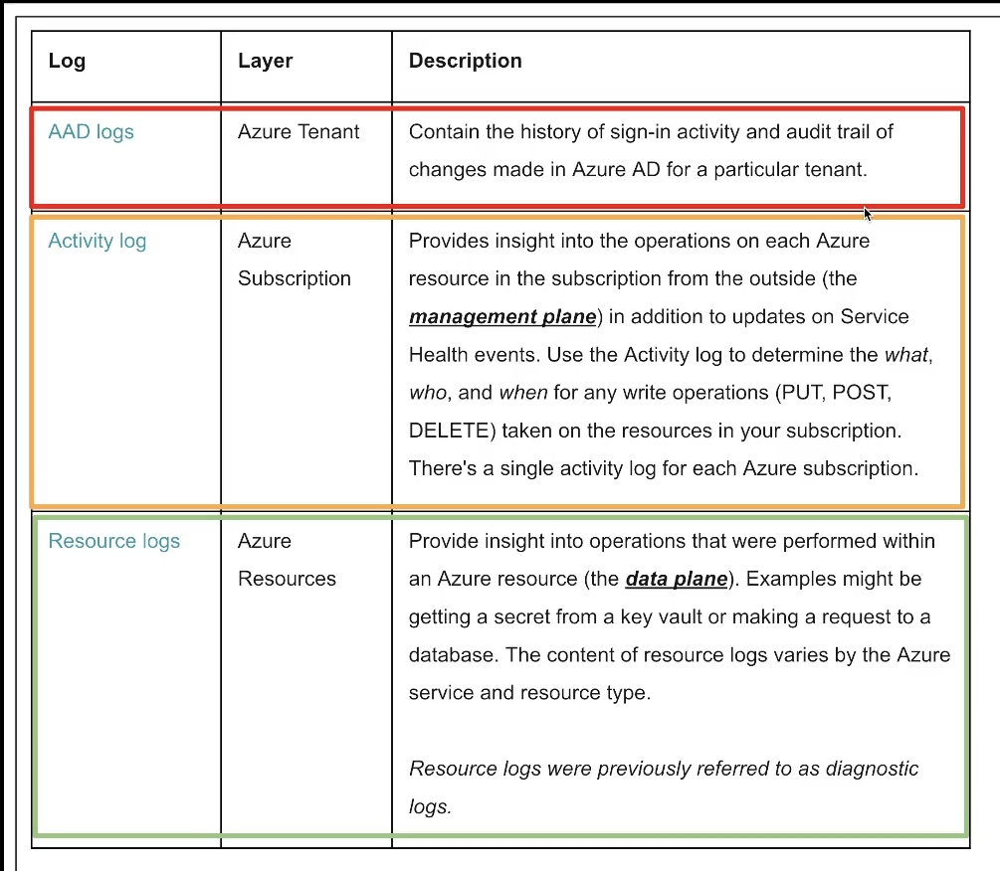 Log Layer Description
AAD logs Azure Tenant Contain the history of sign-in activity and audit trail of
changes made in Azure AD for a particular tenant.
Activity log Azure Provides insight into the operations on each Azure
Subscription resource in the subscription from the outside (the
management plane) in addition to updates on Service
Health events. Use the Activity log to determine the what,
who, and when for any write operations (PUT, POST,
DELETE) taken on the resources in your subscription.
There's a single activity log for each Azure subscription.
Resource logs Azure Provide insight into operations that were performed within
Resources an Azure resource (the data plane). Examples might be
getting a secret from a key vault or making a request to a
database. The content of resource logs varies by the Azure
service and resource type.
Resource logs were previously referred to as diagnostic
logs.